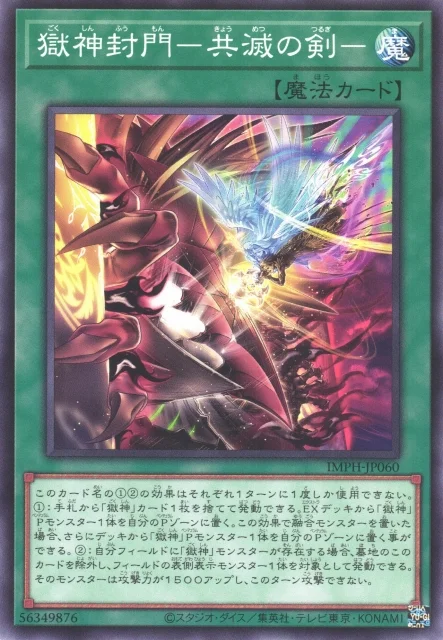 獄神封門－共滅の剣－
魔
【魔法カード】
IMPH-JP060
このカード名の①②の効果はそれぞれ1ターンに1度しか使用できない。
①:手札から「獄神」カード1枚を捨てて発動できる。EXデッキから「獄神」
Pモンスター1体を自分のPゾーンに置く。この効果で融合モンスターを置いた
場合、さらにデッキから「獄神」Pモンスター1体を自分のPゾーンに置く事が
できる。②:自分フィールドに「獄神」モンスターが存在する場合、墓地のこの
カードを除外し、フィールドの表側表示モンスター1体を対象として発動できる。
そのモンスターは攻撃力が1500アップし、このターン攻撃できない。
56349876
©スタジオ・ダイス／集英社・テレビ東京・KONAMI